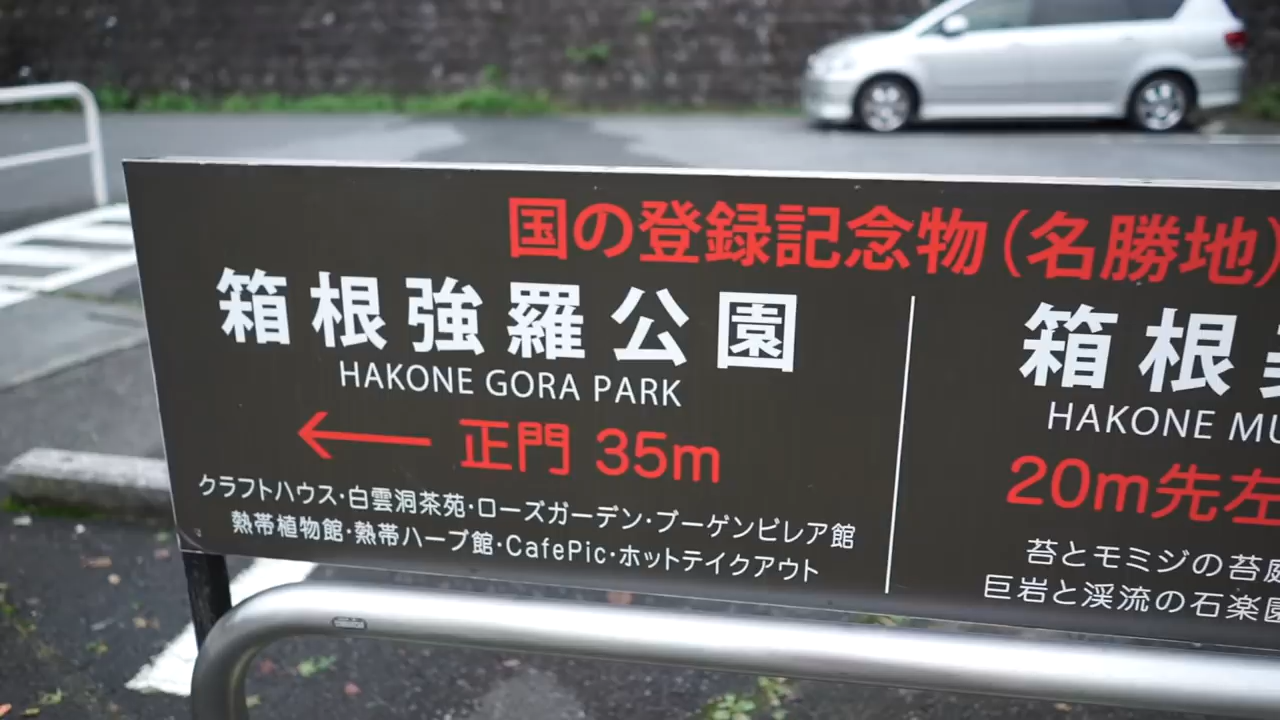 国の登録記念物(名勝地)
箱根強羅公園
HAKONE GORA PARK
← 正門 35m
クラフトハウス・白雲洞茶苑・ローズガーデン・ブーゲンビレア館
熱帯植物館・熱帯ハーブ館・CafePic・ホットテイクアウト
箱根
HAKONE
20m先左
苔とモミジの苔庭
巨岩と渓流の石楽園